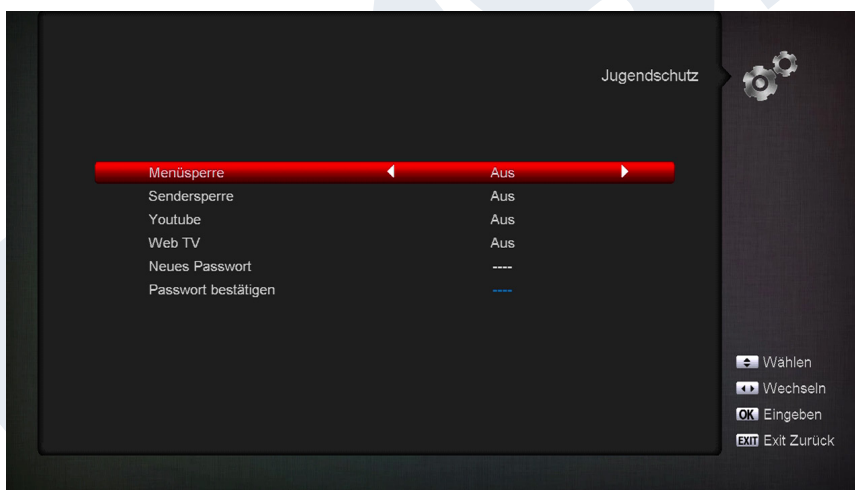 Jugendschutz
Menüsperre Aus
Sendersperre Aus
Youtube Aus
Web TV Aus
Neues Passwort ----
Passwort bestätigen ----
Wählen
Wechseln
OK Eingeben
EXIT Exit Zurück